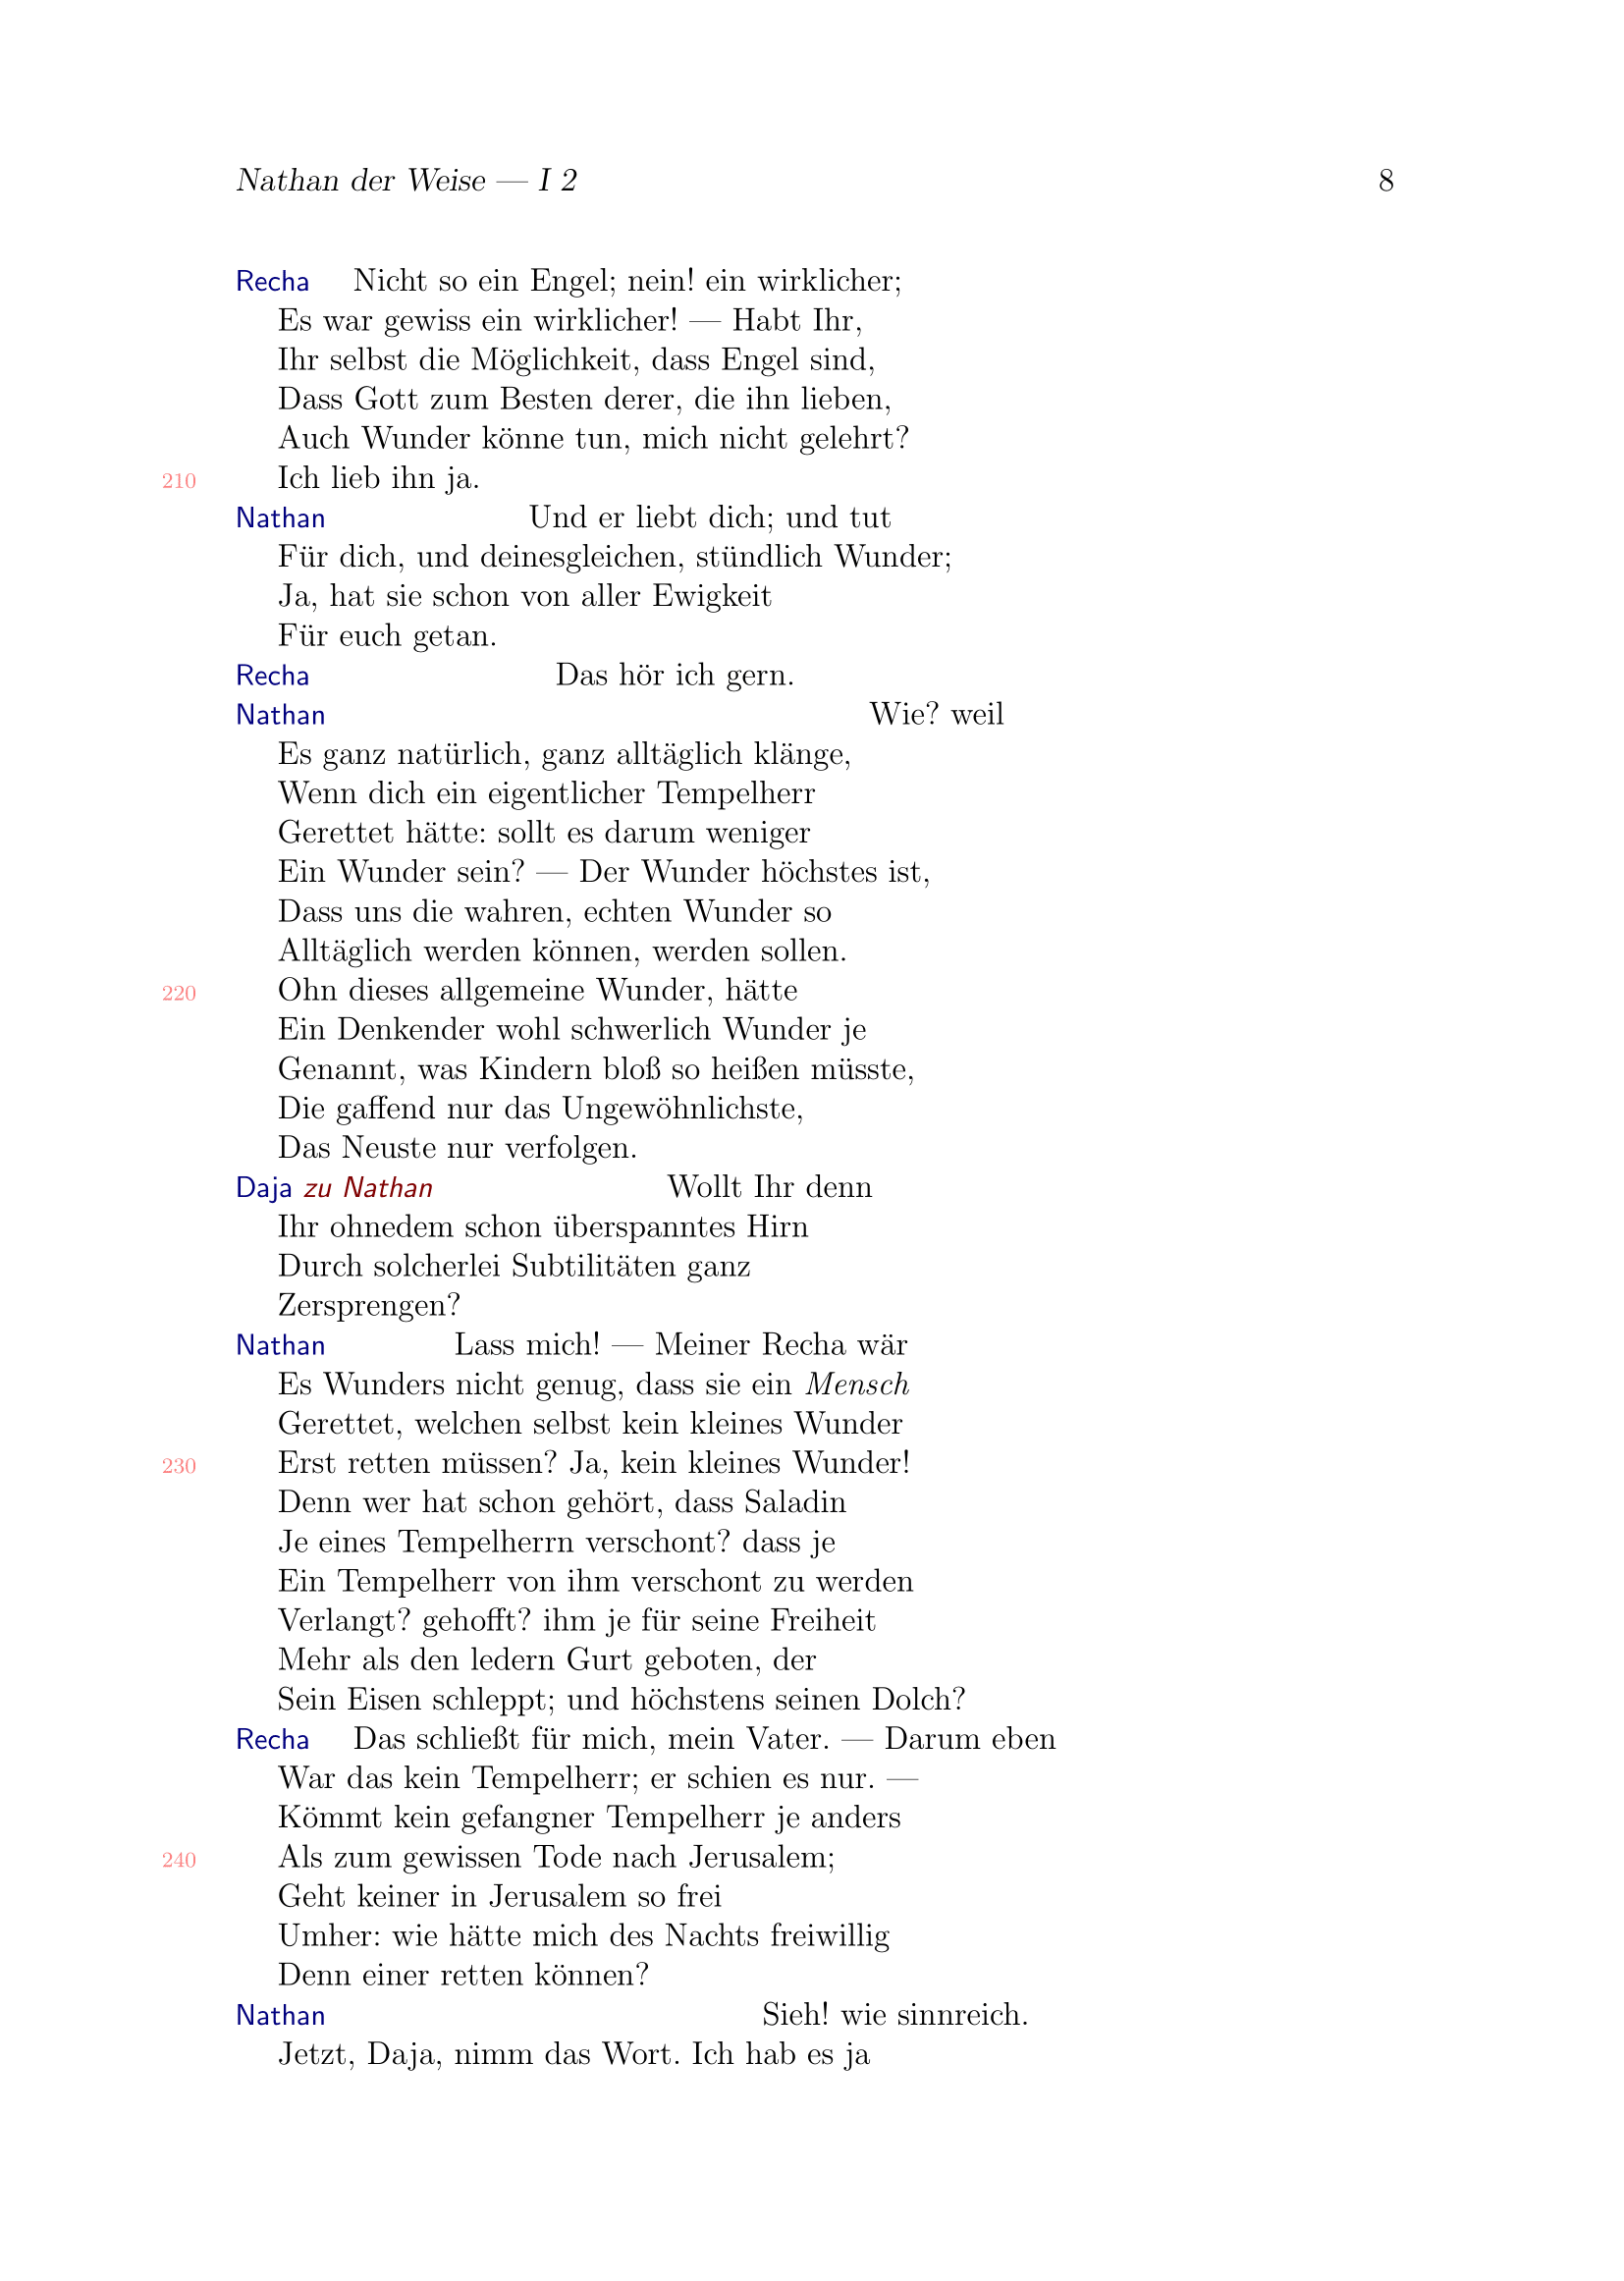 Nathan der Weise — I 2 8
Recha Nicht so ein Engel; nein! ein wirklicher;
Es war gewiss ein wirklicher! — Habt Ihr,
Ihr selbst die Möglichkeit, dass Engel sind,
Dass Gott zum Besten derer, die ihn lieben,
Auch Wunder könne tun, mich nicht gelehrt?
210 Ich lieb ihn ja.
Nathan Und er liebt dich; und tut
Für dich, und deinesgleichen, stündlich Wunder;
Ja, hat sie schon von aller Ewigkeit
Für euch getan.
Recha Das hör ich gern.
Nathan Wie? weil
Es ganz natürlich, ganz alltäglich klänge,
Wenn dich ein eigentlicher Tempelherr
Gerettet hätte: sollt es darum weniger
Ein Wunder sein? — Der Wunder höchstes ist,
Dass uns die wahren, echten Wunder so
Alltäglich werden können, werden sollen.
220 Ohn dieses allgemeine Wunder, hätte
Ein Denkender wohl schwerlich Wunder je
Genannt, was Kindern bloß so heißen müsste,
Die gaffend nur das Ungewöhnlichste,
Das Neuste nur verfolgen.
Daja zu Nathan Wollt Ihr denn
Ihr ohnedem schon überspanntes Hirn
Durch solcherlei Subtilitäten ganz
Zersprengen?
Nathan Lass mich! — Meiner Recha wär
Es Wunders nicht genug, dass sie ein Mensch
Gerettet, welchen selbst kein kleines Wunder
230 Erst retten müssen? Ja, kein kleines Wunder!
Denn wer hat schon gehört, dass Saladin
Je eines Tempelherrn verschont? dass je
Ein Tempelherr von ihm verschont zu werden
Verlangt? gehofft? ihm je für seine Freiheit
Mehr als den ledern Gurt geboten, der
Sein Eisen schleppt; und höchstens seinen Dolch?
Recha Das schließt für mich, mein Vater. — Darum eben
War das kein Tempelherr; er schien es nur. —
Kömmt kein gefangner Tempelherr je anders
240 Als zum gewissen Tode nach Jerusalem;
Geht keiner in Jerusalem so frei
Umher: wie hätte mich des Nachts freiwillig
Denn einer retten können?
Nathan Sieh! wie sinnreich.
Jetzt, Daja, nimm das Wort. Ich hab es ja